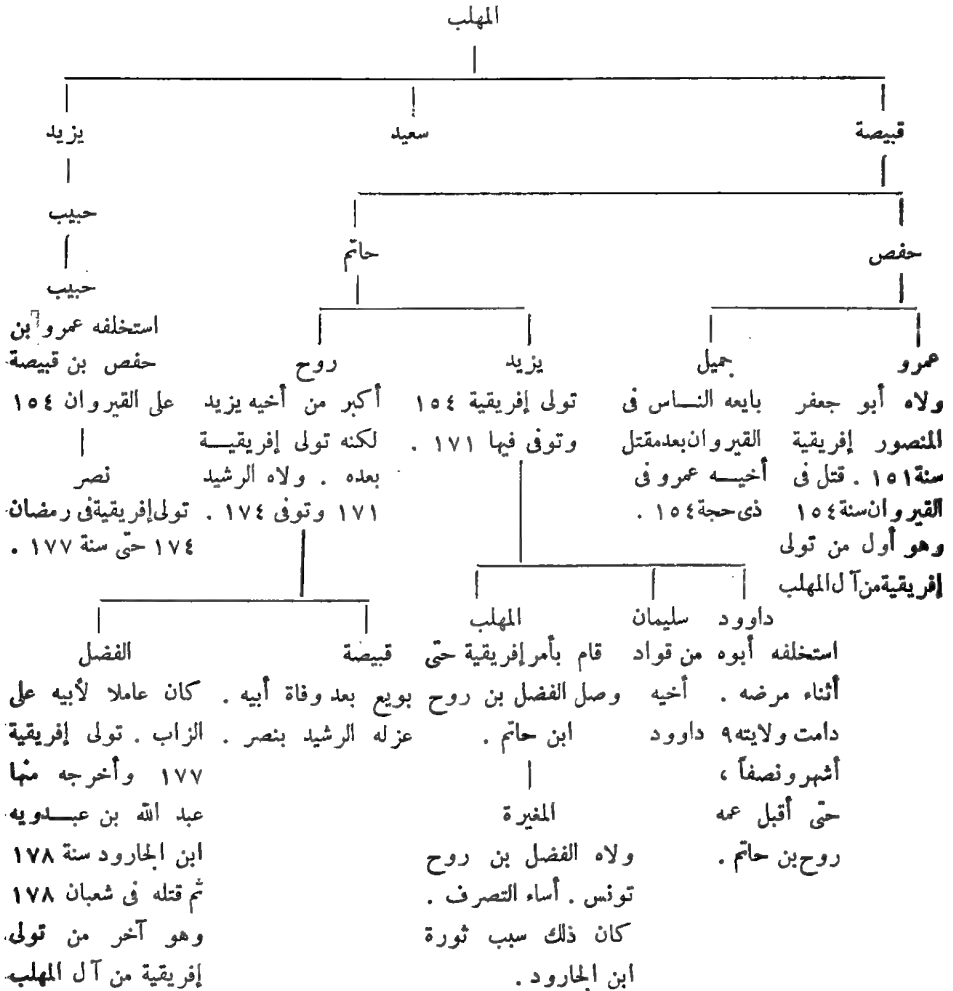 المهلب
قبيصة
سعيد
يزيد
حبيب
حبيب
استخلفه عمرو بن
حفص بن قبيصة
على القيروان ١٥٤
نصر
تولى إفريقية فى رمضان
١٧٤ حتى سنة ١٧٧ .
حفص
حاتم
عمرو
ولاه أبو جعفر
المنصور إفريقية
سنة ١٥١ . قتل فى
القيروان سنة ١٥٤
وهو أول من تولى
إفريقية من آل المهلب
جميل
بايعه النــاس فى
القيروان بعد مقتل
أخيــه عمرو فى
ذى حجة ١٥٤ .
يزيد
تولى إفريقية ١٥٤
وتوفى فيها ١٧١ .
روح
أكبر من أخيه يزيد
لكنه تولى إفريقيــة
بعده . ولاه الرشيد
١٧١ وتوفى ١٧٤ .
داوود
استخلفه أبوه
أثناء مرضه .
دامت ولايته ٩
أشهر ونصفاً ،
حتى أقبل عمه
روح بن حاتم .
سليمان
من قواد
أخيه
داوود
المهلب
قام بأمر إفريقية حتى
وصل الفضل بن روح
ابن حاتم .
المغيرة
ولاه الفضل بن روح
تونس . أساء التصرف .
كان ذلك سبب ثورة
ابن الجارود .
قبيصة
بويع بعد وفاة أبيه .
عزله الرشيد بنصر .
الفضل
كان عاملا لأبيه على
الزاب . تولى إفريقية
١٧٧ وأخرجه منها
عبد الله بن عبــدويه
ابن الجارود سنة ١٧٨
ثم قتله فى شعبان ١٧٨
وهو آخر من تولى
إفريقية من آل المهلب